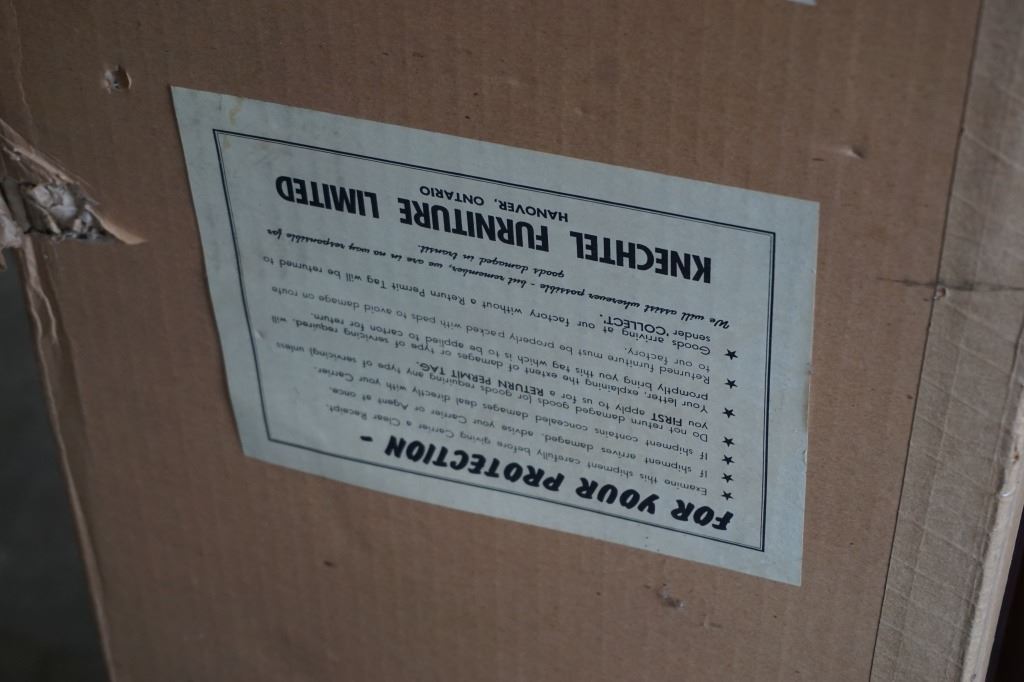 FOR YOUR PROTECTION -
★ Examine this shipment carefully before giving Carrier a Clear Receipt.
★ If shipment arrives damaged, advise your Carrier or Agent at once.
★ If shipment contains concealed damages deal directly with your Carrier.
★ Do not return damaged goods (or goods requiring any type of servicing) unless
you FIRST apply to us for a RETURN PERMIT TAG.
★ Your letter, explaining the extent of damages or type of servicing required, will
promptly bring you this tag which is to be applied to carton for return.
★ Returned Furniture must be properly packed with pads to avoid damage on route
to our factory.
★ Goods arriving at our factory without a Return Permit Tag will be returned to
sender 'COLLECT'.
We will assist wherever possible - but remember, we are in no way responsible for
goods damaged in transit.
KNECHTEL FURNITURE LIMITED
HANOVER, ONTARIO